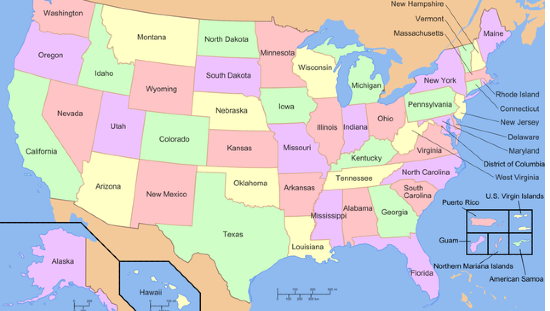 New Hampshire
Vermont
Massachusetts
Washington
Montana
North Dakota
Minnesota
Maine
Oregon
Idaho
South Dakota
Wisconsin
Michigan
New York
Wyoming
Nebraska
Iowa
Pennsylvania
Rhode Island
Connecticut
New Jersey
Delaware
Maryland
District of Columbia
West Virginia
Nevada
Utah
Colorado
Kansas
Missouri
Illinois
Indiana
Ohio
Kentucky
Virginia
California
Arizona
New Mexico
Oklahoma
Arkansas
Tennessee
North Carolina
South Carolina
Texas
Louisiana
Mississippi
Alabama
Georgia
Florida
Puerto Rico
U.S. Virgin Islands
Guam
Northern Mariana Islands
American Samoa
Alaska
Hawaii